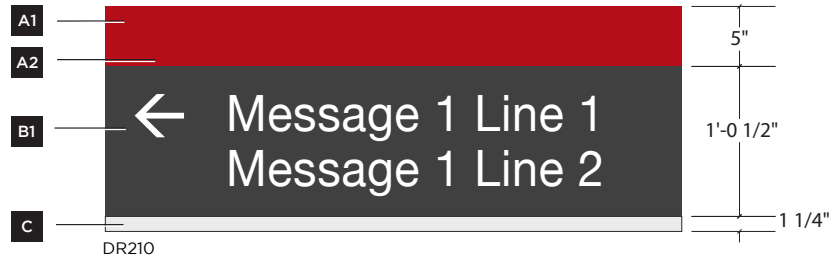 A1
5"
A2
Message 1 Line 1
B1
1'-0 1/2"
Message 1 Line 2
C
1 1/4"
DR210